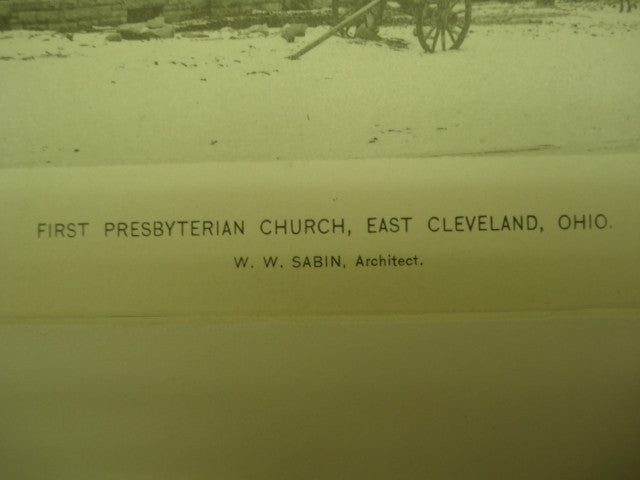 FIRST PRESBYTERIAN CHURCH, EAST CLEVELAND, OHIO.
W. W. SABIN, Architect.